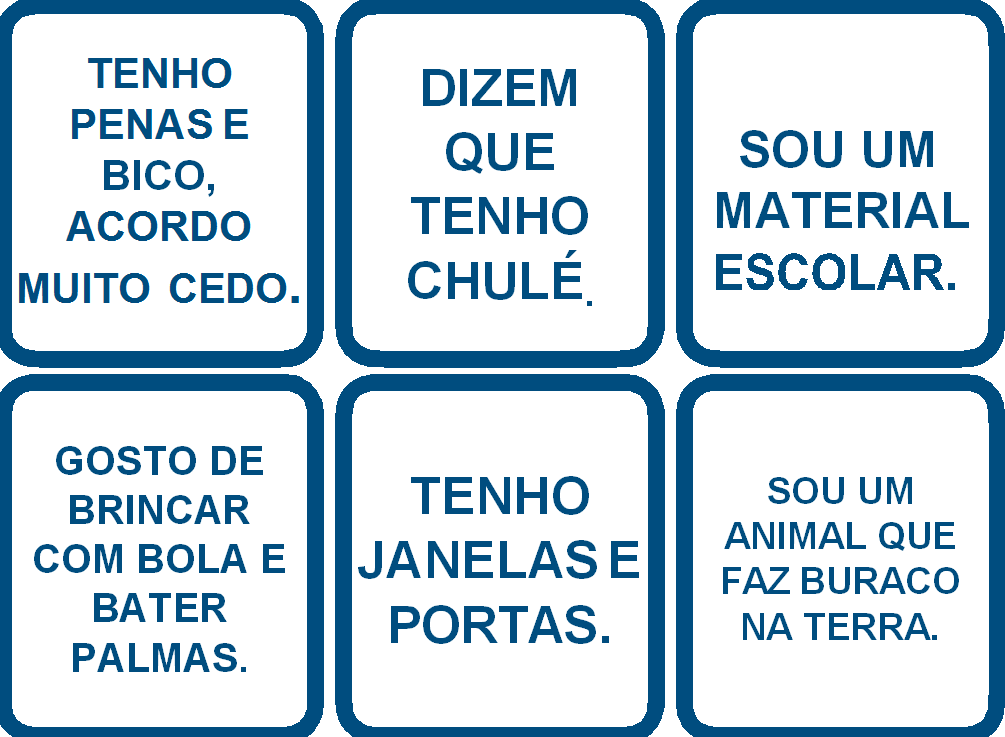 TENHO
PENAS E
BICO,
ACORDO
MUITO CEDO.
DIZEM
QUE
TENHO
CHULÉ.
SOU UM
MATERIAL
ESCOLAR.
GOSTO DE
BRINCAR
COM BOLA E
BATER
PALMAS.
TENHO
JANELAS E
PORTAS.
SOU UM
ANIMAL QUE
FAZ BURACO
NA TERRA.